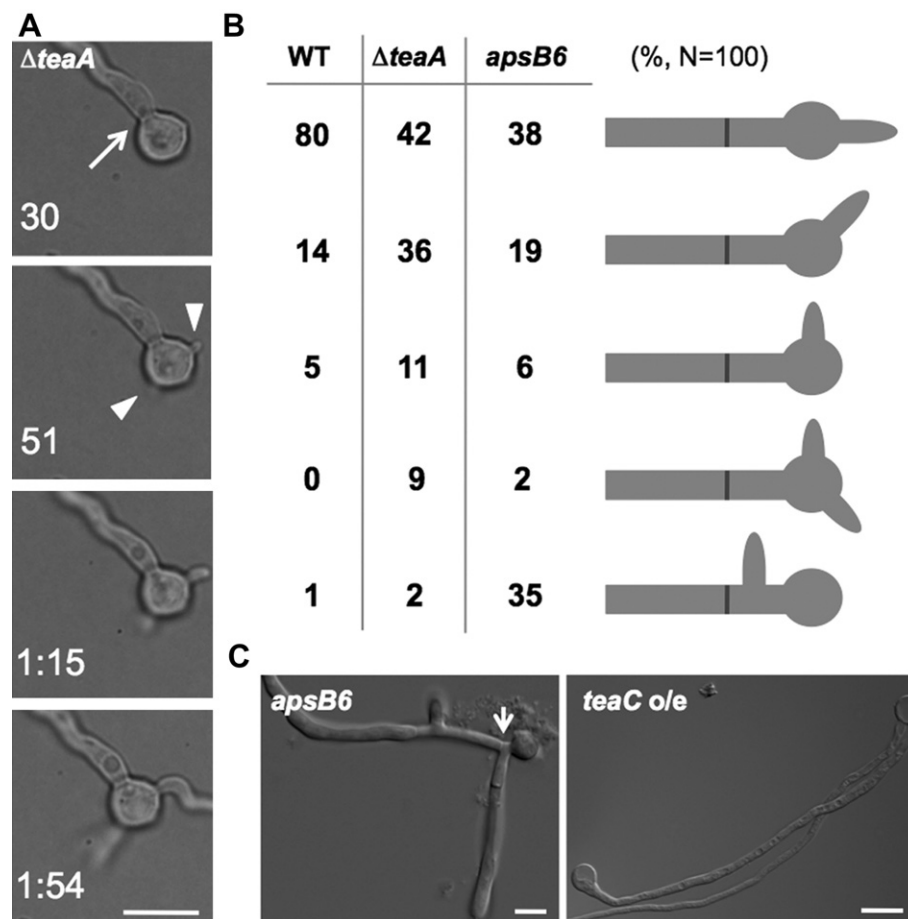 A
ΔteaA
30
51
1:15
1:54
B
WT ΔteaA apsB6 (%, N=100)
80 42 38
14 36 19
5 11 6
0 9 2
1 2 35
C
apsB6
teaC o/e